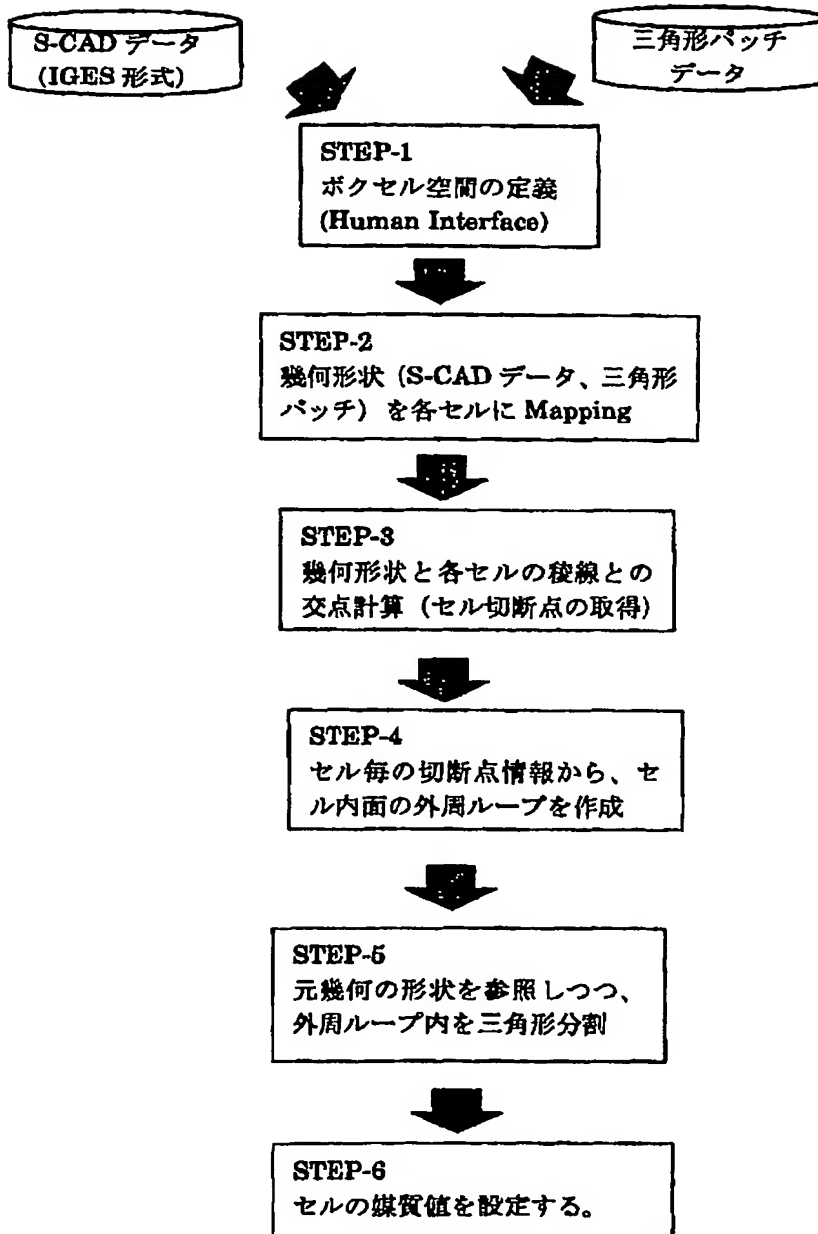 S-CAD データ
(IGES 形式)
三角形パッチ
データ
STEP-1
ボクセル空間の定義
(Human Interface)
STEP-2
幾何形状（S-CAD データ、三角形
パッチ）を各セルに Mapping
STEP-3
幾何形状と各セルの稜線との
交点計算（セル切断点の取得）
STEP-4
セル毎の切断点情報から、セ
ル内面の外周ループを作成
STEP-5
元幾何の形状を参照しつつ、
外周ループ内を三角形分割
STEP-6
セルの媒質値を設定する。